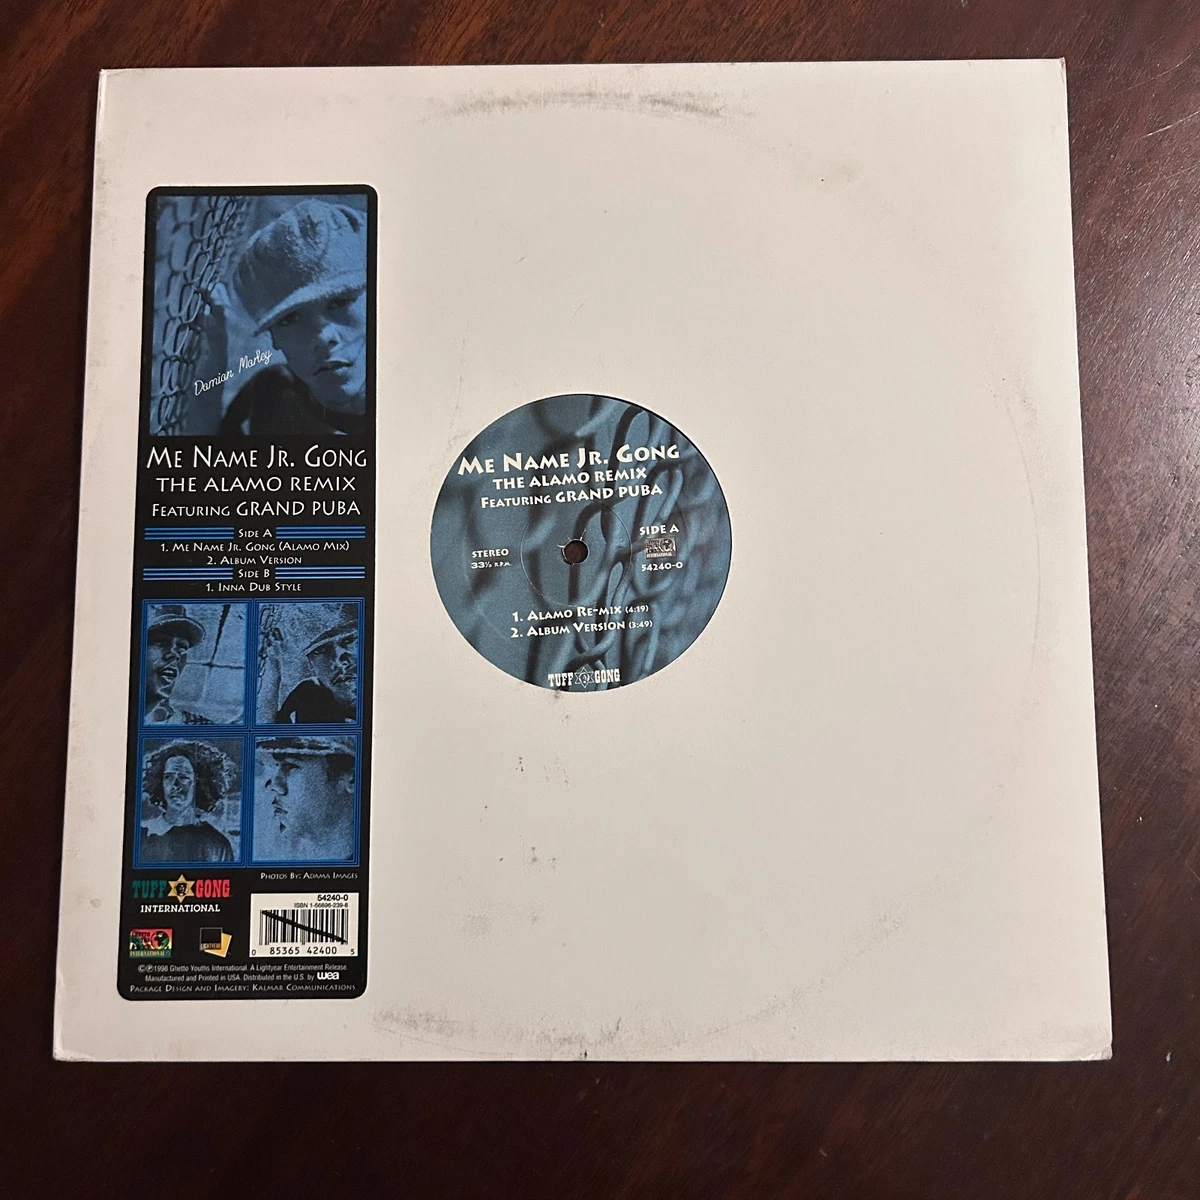 Damian Marley
ME NAME JR. GONG
THE ALAMO REMIX
FEATURING GRAND PUBA
SIDE A
1. ME NAME JR. GONG (ALAMO MIX)
2. ALBUM VERSION
SIDE B
1. INNA DUB STYLE
PHOTOS BY: ADAMA IMAGES
TUFF GONG
INTERNATIONAL
54240-0
ISBN 1-56896-239-8
0 85365 42400 5
INTERNATIONAL
LIGHTYEAR
©℗1998 Ghetto Youths International. A Lightyear Entertainment Release.
Manufactured and Printed in USA. Distributed in the U.S. by wea
PACKAGE DESIGN AND IMAGERY: KALMAR COMMUNICATIONS
ME NAME JR. GONG
THE ALAMO REMIX
FEATURING GRAND PUBA
SIDE A
STEREO
33⅓ R.P.M.
INTERNATIONAL
54240-0
1. ALAMO RE-MIX (4:19)
2. ALBUM VERSION (3:49)
TUFF GONG